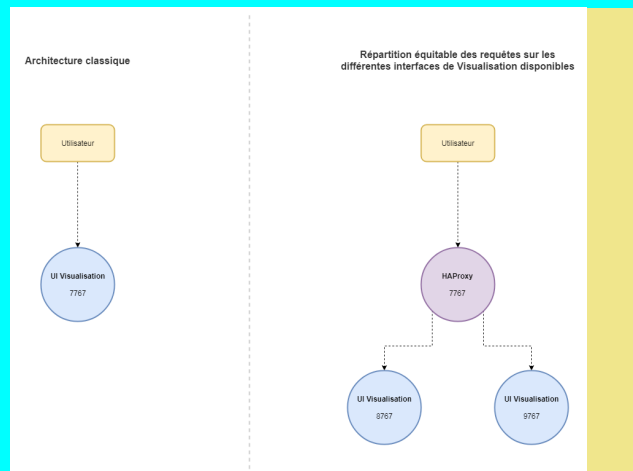 Architecture classique
Utilisateur
UI Visualisation
7767
Répartition équitable des requêtes sur les
différentes interfaces de Visualisation disponibles
Utilisateur
HAProxy
7767
UI Visualisation
8767
UI Visualisation
9767